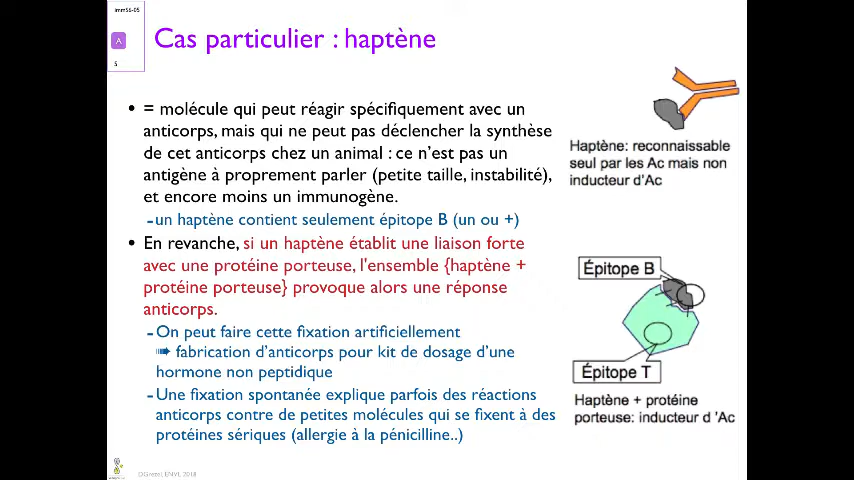 imm56-05
A
5
Cas particulier : haptène
• = molécule qui peut réagir spécifiquement avec un
anticorps, mais qui ne peut pas déclencher la synthèse
de cet anticorps chez un animal : ce n'est pas un
antigène à proprement parler (petite taille, instabilité),
et encore moins un immunogène.
-un haptène contient seulement épitope B (un ou +)
• En revanche, si un haptène établit une liaison forte
avec une protéine porteuse, l'ensemble {haptène +
protéine porteuse} provoque alors une réponse
anticorps.
-On peut faire cette fixation artificiellement
➠ fabrication d'anticorps pour kit de dosage d'une
hormone non peptidique
-Une fixation spontanée explique parfois des réactions
anticorps contre de petites molécules qui se fixent à des
protéines sériques (allergie à la pénicilline..)
Haptène: reconnaissable
seul par les Ac mais non
inducteur d'Ac
Épitope B
Épitope T
Haptène + protéine
porteuse: inducteur d 'Ac